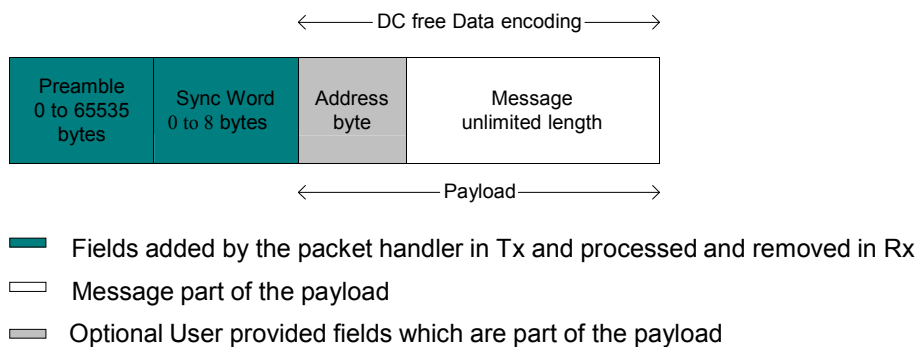 DC free Data encoding
Preamble
0 to 65535
bytes
Sync Word
0 to 8 bytes
Address
byte
Message
unlimited length
Payload
Fields added by the packet handler in Tx and processed and removed in Rx
Message part of the payload
Optional User provided fields which are part of the payload